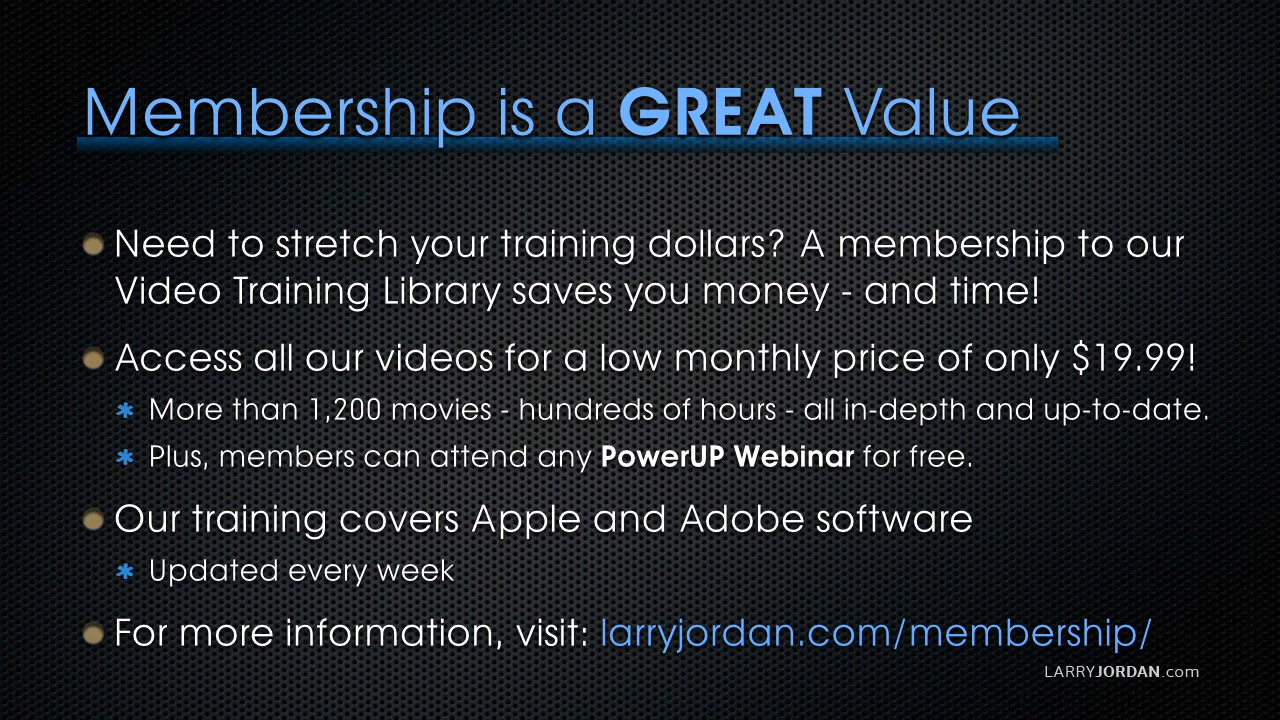 Membership is a GREAT Value
Need to stretch your training dollars? A membership to our
Video Training Library saves you money - and time!
Access all our videos for a low monthly price of only $19.99!
More than 1,200 movies - hundreds of hours - all in-depth and up-to-date.
Plus, members can attend any PowerUP Webinar for free.
Our training covers Apple and Adobe software
Updated every week
For more information, visit: larryjordan.com/membership/
LARRYJORDAN.com